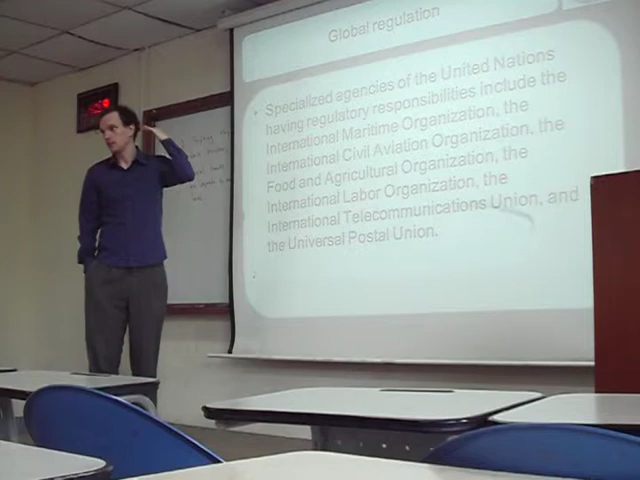 Global regulation
Specialized agencies of the United Nations
having regulatory responsibilities include the
International Maritime Organization, the
International Civil Aviation Organization, the
Food and Agricultural Organization, the
International Labor Organization, the
International Telecommunications Union, and
the Universal Postal Union.